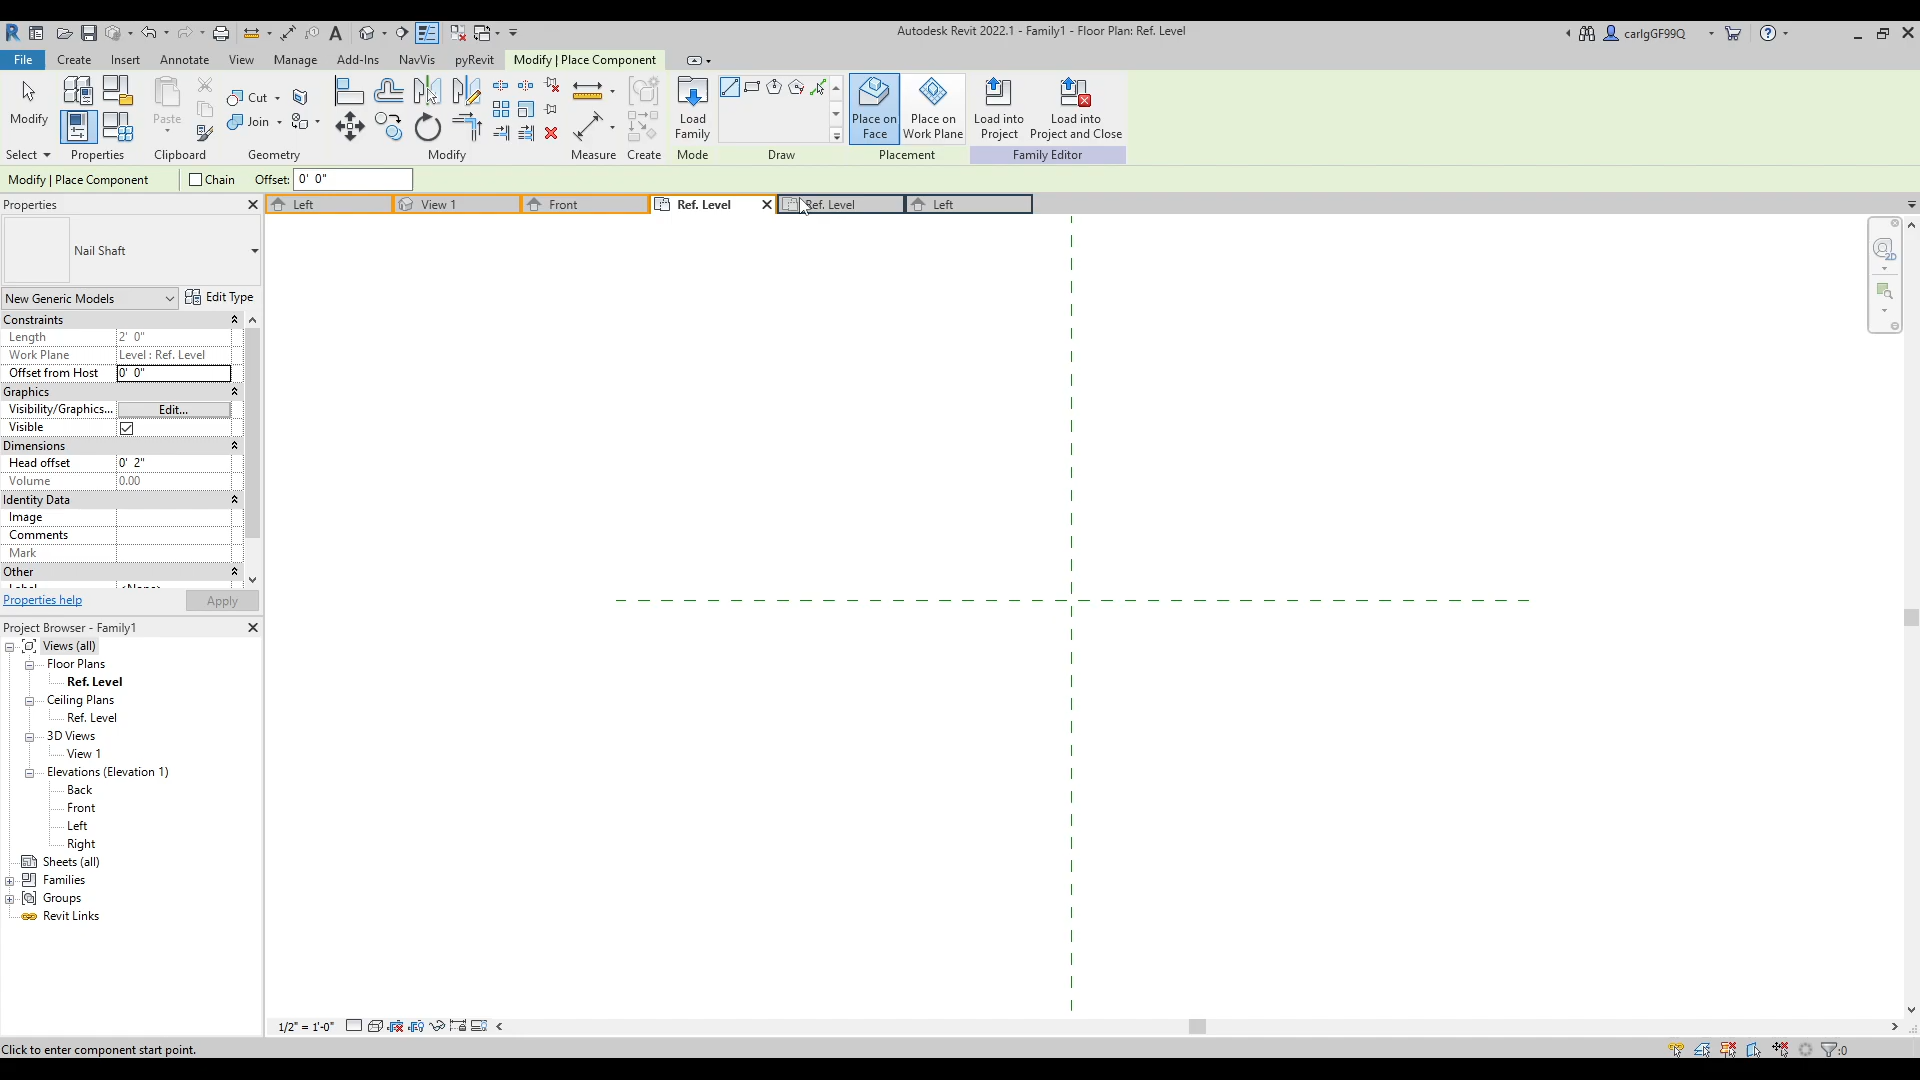 Autodesk Revit 2022.1 - Family1 - Floor Plan: Ref. Level
carlgGF99Q
File Create Insert Annotate View Manage Add-Ins NavVis pyRevit Modify | Place Component
Modify
Paste
Cut
Join
Load Family
Place on Face
Place on Work Plane
Load into Project
Load into Project and Close
Select Properties Clipboard Geometry Modify Measure Create Mode Draw Placement Family Editor
Modify | Place Component Chain Offset: 0' 0"
Properties
Left View 1 Front Ref. Level Ref. Level Left
Nail Shaft
New Generic Models Edit Type
Constraints
Length 2' 0"
Work Plane Level : Ref. Level
Offset from Host 0' 0"
Graphics
Visibility/Graphics... Edit...
Visible
Dimensions
Head offset 0' 2"
Volume 0.00
Identity Data
Image
Comments
Mark
Other
Label <None>
Properties help Apply
Project Browser - Family1
Views (all)
Floor Plans
Ref. Level
Ceiling Plans
Ref. Level
3D Views
View 1
Elevations (Elevation 1)
Back
Front
Left
Right
Sheets (all)
Families
Groups
Revit Links
2D
1/2" = 1'-0"
Click to enter component start point.
:0